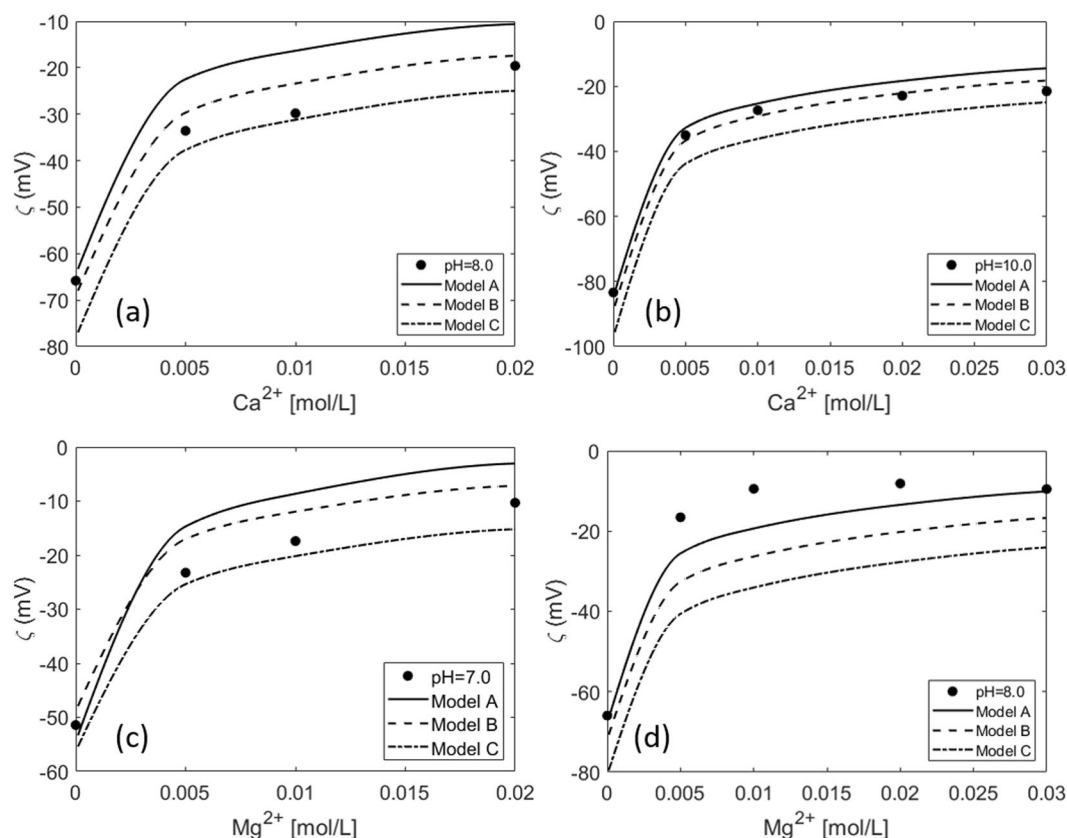 -10
-20
-30
-40
-50
-60
-70
-80
ζ (mV)
0
0.005
0.01
0.015
0.02
Ca2+ [mol/L]
pH=8.0
Model A
Model B
Model C
(a)
0
-20
-40
-60
-80
-100
ζ (mV)
0
0.005
0.01
0.015
0.02
0.025
0.03
Ca2+ [mol/L]
pH=10.0
Model A
Model B
Model C
(b)
0
-10
-20
-30
-40
-50
-60
ζ (mV)
0
0.005
0.01
0.015
0.02
Mg2+ [mol/L]
pH=7.0
Model A
Model B
Model C
(c)
0
-20
-40
-60
-80
ζ (mV)
0
0.005
0.01
0.015
0.02
0.025
0.03
Mg2+ [mol/L]
pH=8.0
Model A
Model B
Model C
(d)